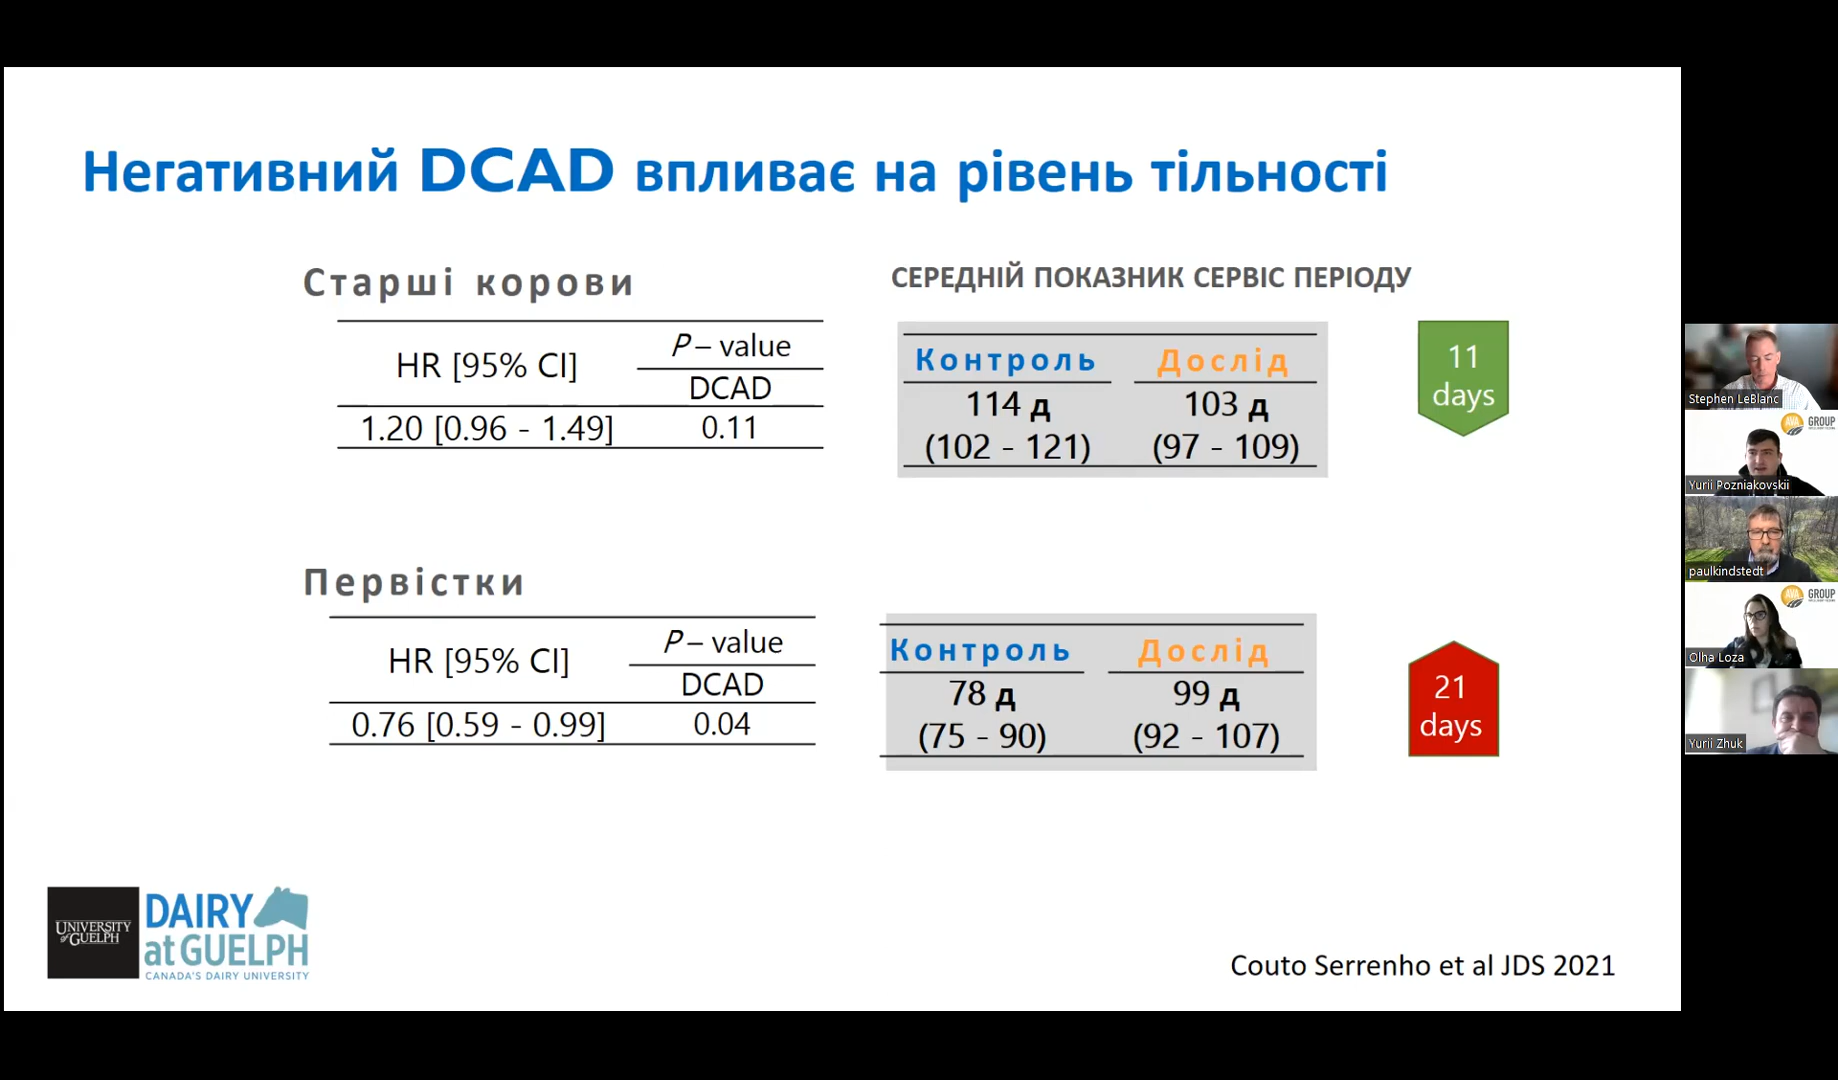 Негативний DCAD впливає на рівень тільності
Старші корови
HR [95% CI]
P – value
DCAD
1.20 [0.96 - 1.49]
0.11
СЕРЕДНІЙ ПОКАЗНИК СЕРВІС ПЕРІОДУ
Контроль
Дослід
114 д
103 д
(102 - 121)
(97 - 109)
11
days
Первістки
HR [95% CI]
P – value
DCAD
0.76 [0.59 - 0.99]
0.04
Контроль
Дослід
78 д
99 д
(75 - 90)
(92 - 107)
21
days
UNIVERSITY
of GUELPH
DAIRY
at GUELPH
CANADA'S DAIRY UNIVERSITY
Couto Serrenho et al JDS 2021
Stephen LeBlanc
AVA GROUP
Yurii Pozniakovskii
paulkindstedt
AVA GROUP
Olha Loza
Yurii Zhuk